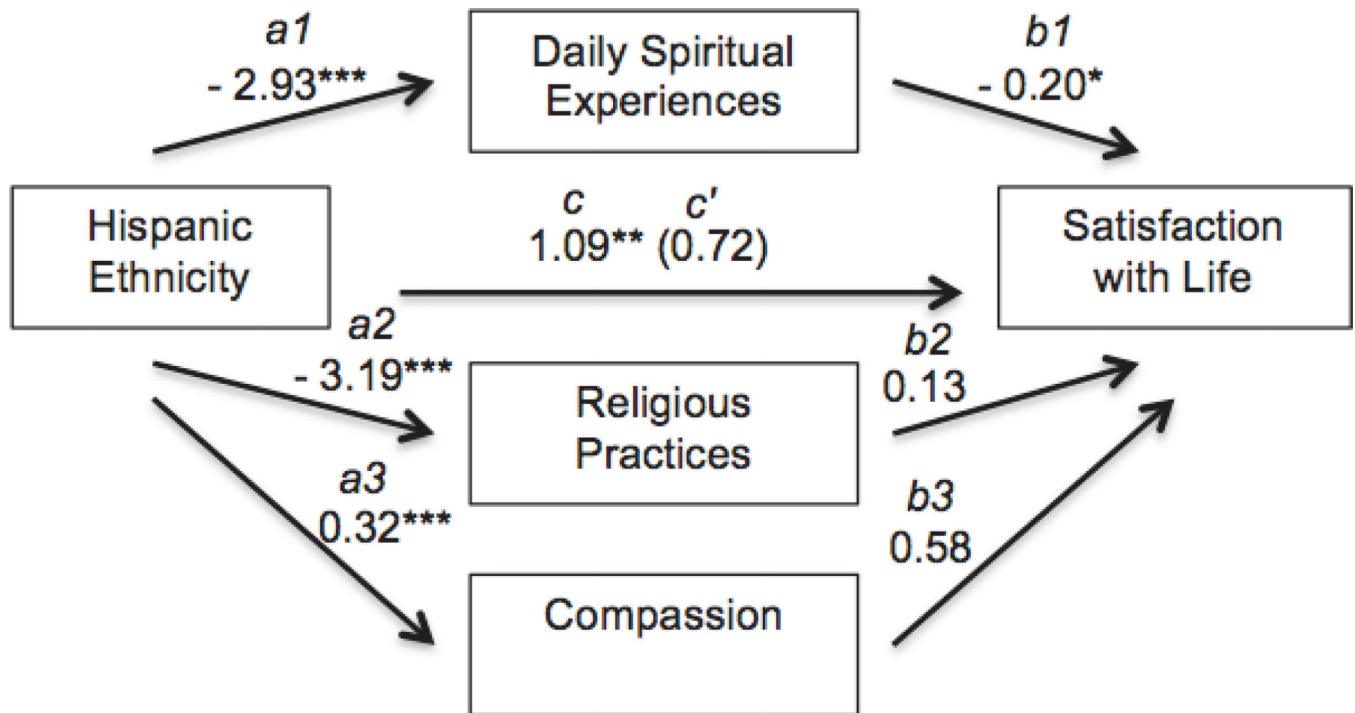 a1
- 2.93***
Daily Spiritual
Experiences
b1
- 0.20*
Hispanic
Ethnicity
c c'
1.09** (0.72)
Satisfaction
with Life
a2
- 3.19***
Religious
Practices
b2
0.13
a3
0.32***
Compassion
b3
0.58